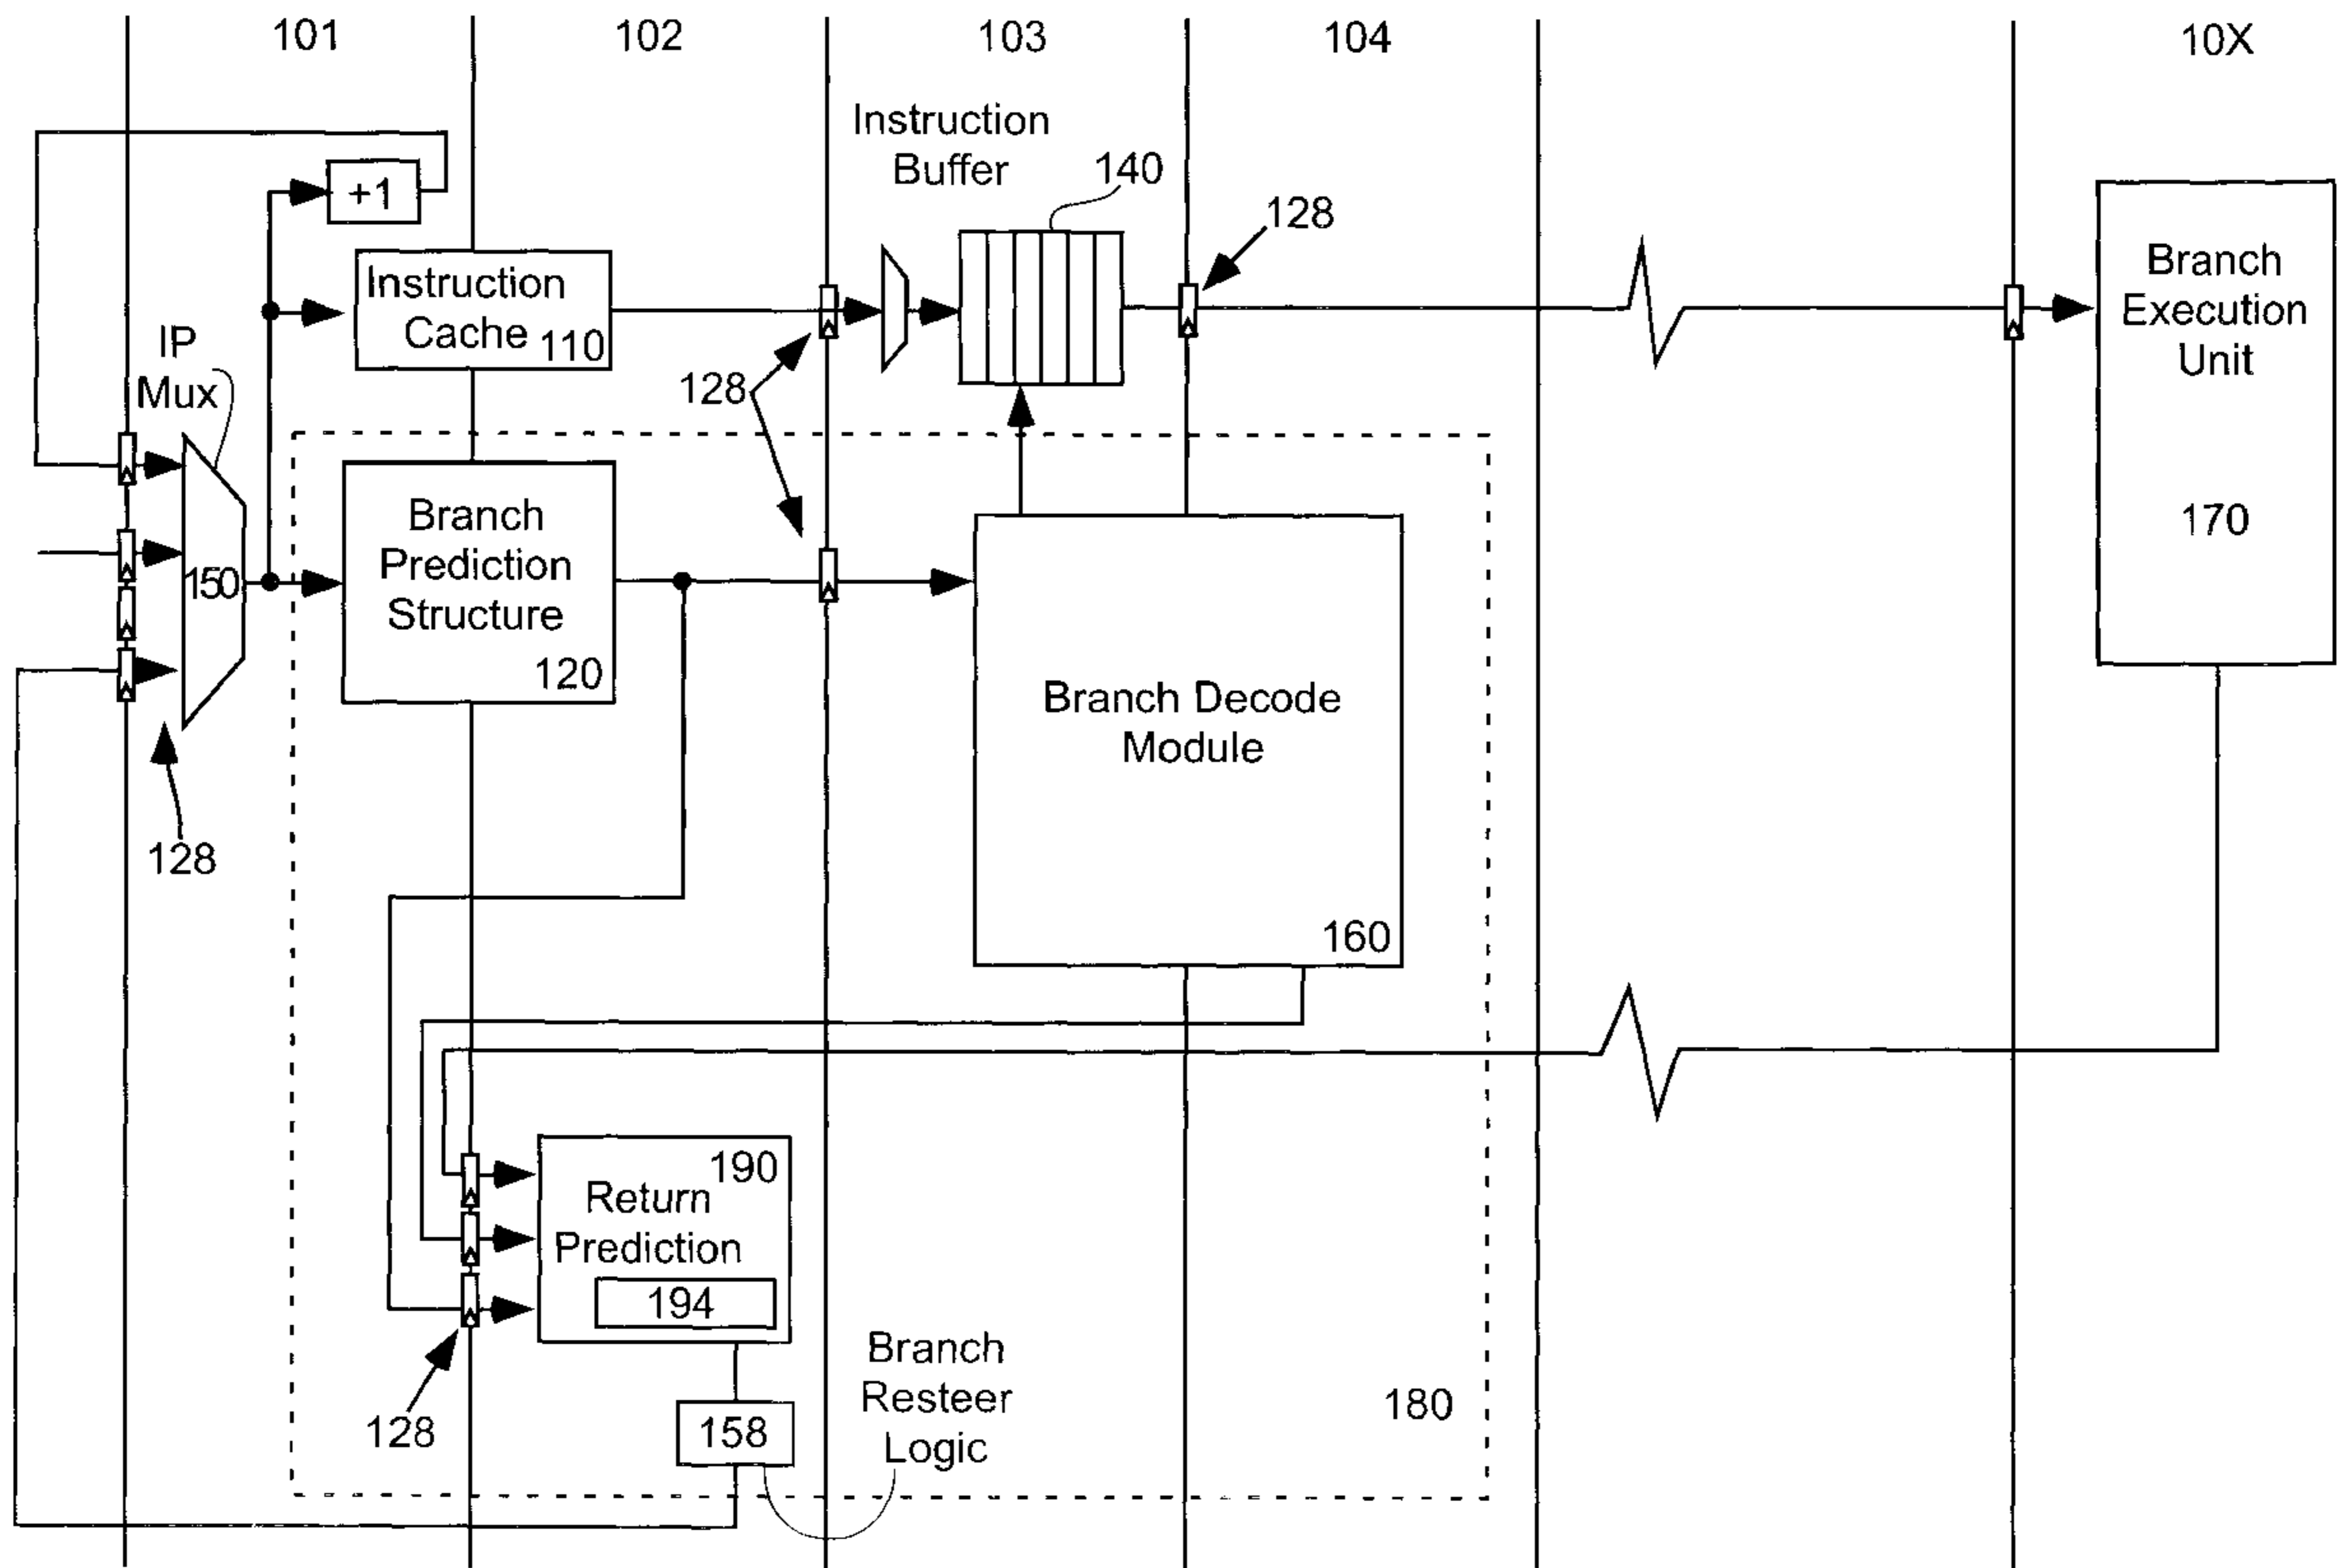 101
102
103
104
10X
Instruction
Buffer
140
+1
128
Instruction
Cache 110
Branch
Execution
Unit
170
IP
Mux
128
150
Branch
Prediction
Structure
120
Branch Decode
Module
160
128
190
Return
Prediction
194
128
158
Branch
Resteer
Logic
180